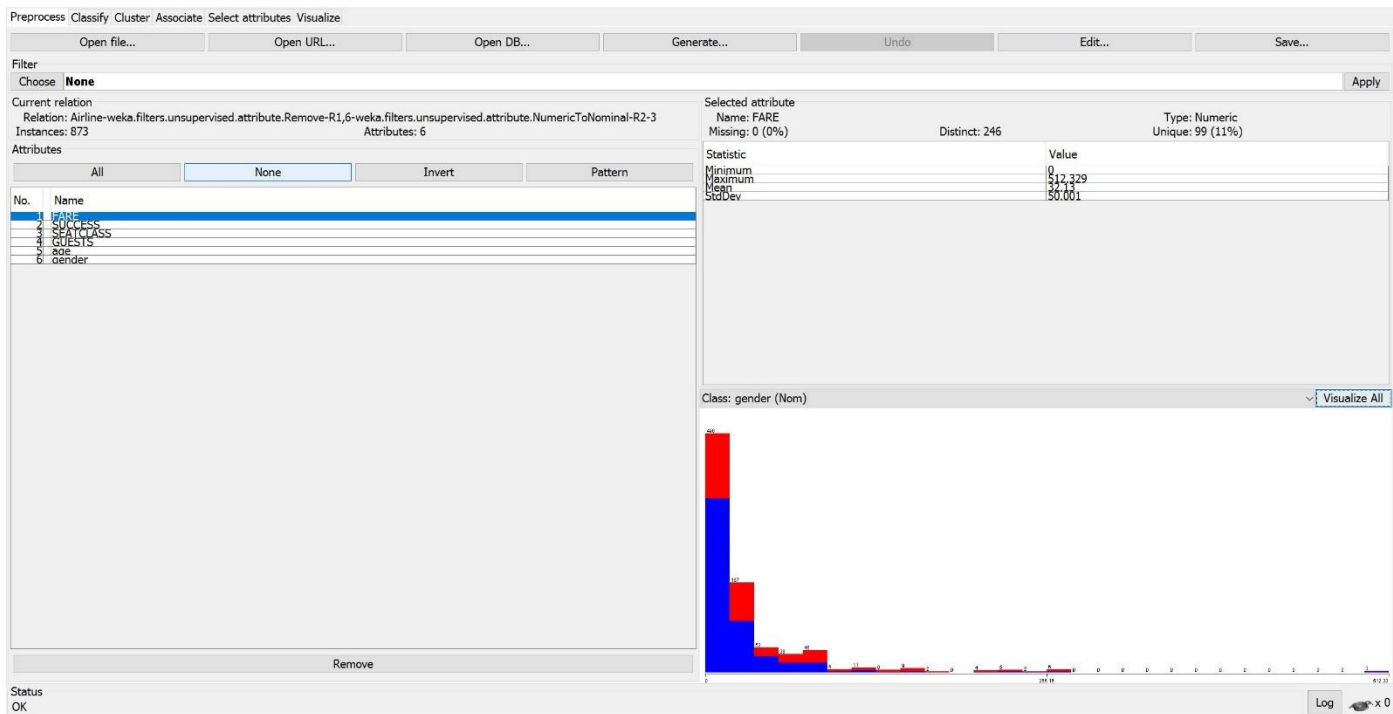 Preprocess Classify Cluster Associate Select attributes Visualize
Open file... Open URL... Open DB... Generate... Undo Edit... Save...
Filter
Choose None Apply
Current relation
Relation: Airline-weka.filters.unsupervised.attribute.Remove-R1,6-weka.filters.unsupervised.attribute.NumericToNominal-R2-3
Instances: 873 Attributes: 6
Attributes
All None Invert Pattern
No. Name
1 FARE
2 SUCCESS
3 SEATCLASS
4 GUESTS
5 age
6 gender
Remove
Selected attribute
Name: FARE Type: Numeric
Missing: 0 (0%) Distinct: 246 Unique: 99 (11%)
Statistic Value
Minimum 0
Maximum 512.329
Mean 32.13
StdDev 50.001
Class: gender (Nom) Visualize All
Status
OK
Log x 0